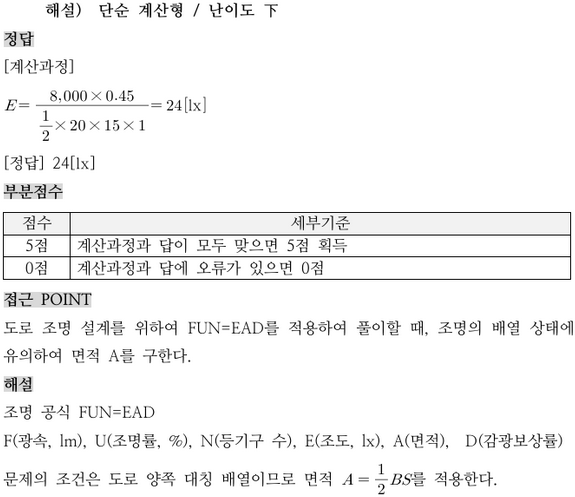 해설) 단순 계산형 / 난이도 下
정답
[계산과정]
E = 8,000×0.45 / (1/2 ×20×15×1) = 24[lx]
[정답] 24[lx]
부분점수
점수 세부기준
5점 계산과정과 답이 모두 맞으면 5점 획득
0점 계산과정과 답에 오류가 있으면 0점
접근 POINT
도로 조명 설계를 위하여 FUN=EAD를 적용하여 풀이할 때, 조명의 배열 상태에
유의하여 면적 A를 구한다.
해설
조명 공식 FUN=EAD
F(광속, lm), U(조명률, %), N(등기구 수), E(조도, lx), A(면적), D(감광보상률)
문제의 조건은 도로 양쪽 대칭 배열이므로 면적 A = 1/2 BS를 적용한다.